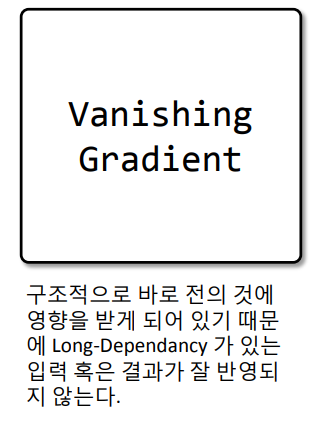 Vanishing
Gradient
구조적으로 바로 전의 것에
영향을 받게 되어 있기 때문
에 Long-Dependancy 가 있는
입력 혹은 결과가 잘 반영되
지 않는다.